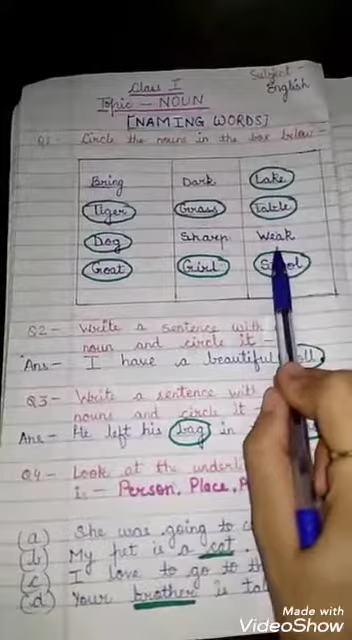 Class I
Subject - English
Topic - NOUN
[NAMING WORDS]
Q1 - Circle the nouns in the box below -
Bring Dark Lake
Tiger Grass Table
Dog Sharp Weak
Goat Girl
Q2 - Write a sentence with
noun and circle it -
Ans - I have a beautiful
Q3 - Write a sentence with
nouns and circle it -
Ans - He left his bag in
Q4 - Look at the
is - Person, Place,
(a) She was going to
(b) My pet is a cat.
(c) I love to go to
(d) Your brother is
Made with
VideoShow